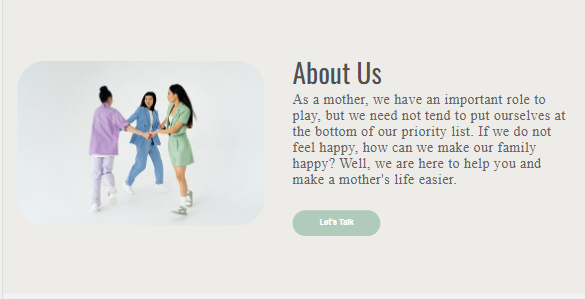 About Us
As a mother, we have an important role to
play, but we need not tend to put ourselves at
the bottom of our priority list. If we do not
feel happy, how can we make our family
happy? Well, we are here to help you and
make a mother's life easier.
Let's Talk